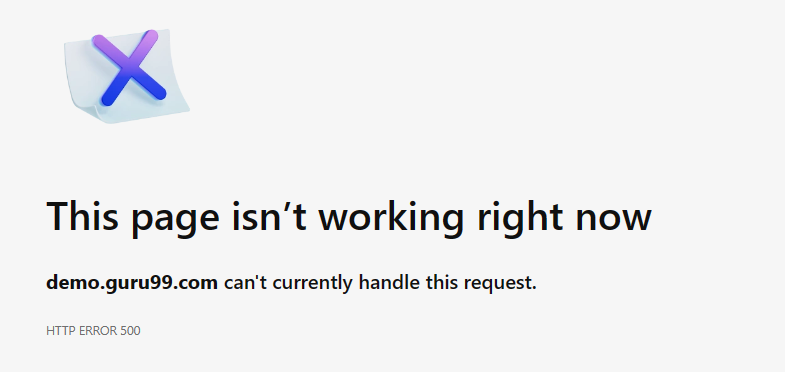 This page isn’t working right now
demo.guru99.com can't currently handle this request.
HTTP ERROR 500